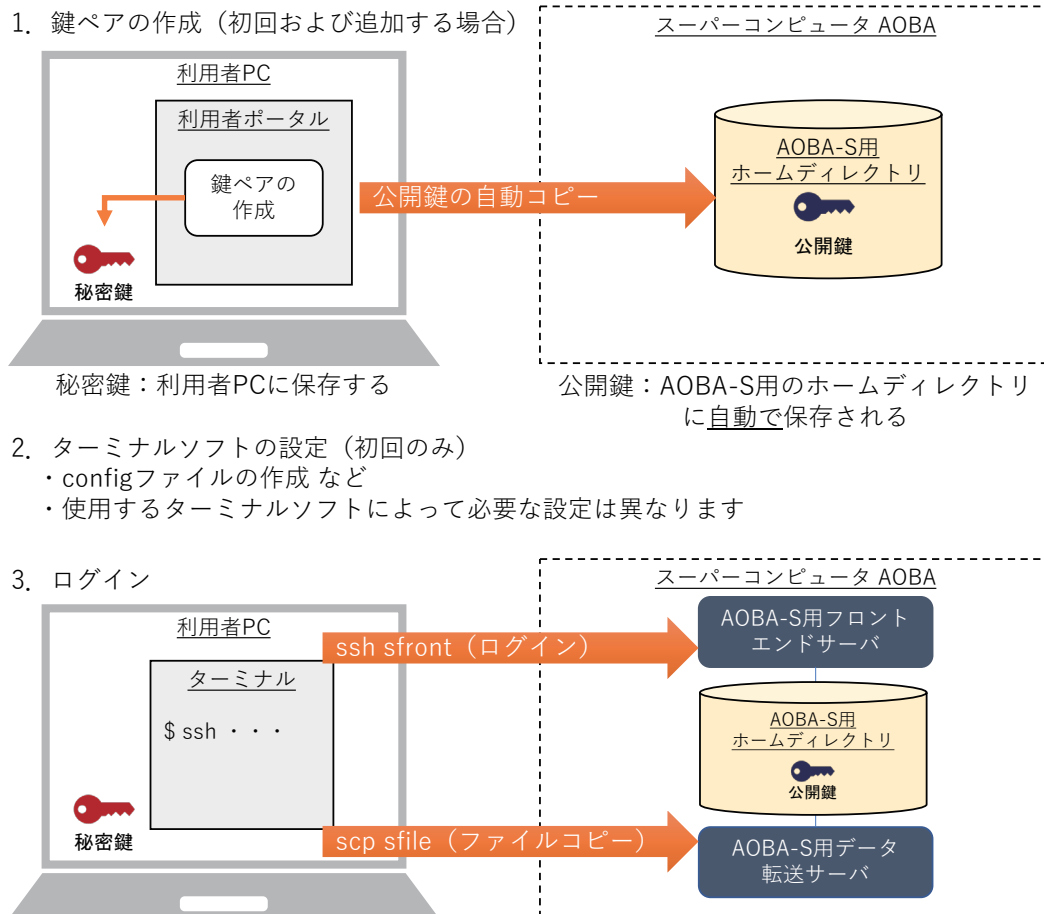 1. 鍵ペアの作成（初回および追加する場合）
スーパーコンピュータ AOBA
利用者PC
利用者ポータル
鍵ペアの
作成
秘密鍵
公開鍵の自動コピー
AOBA-S用
ホームディレクトリ
公開鍵
秘密鍵：利用者PCに保存する
公開鍵：AOBA-S用のホームディレクトリ
に自動で保存される
2. ターミナルソフトの設定（初回のみ）
・configファイルの作成 など
・使用するターミナルソフトによって必要な設定は異なります
3. ログイン
スーパーコンピュータ AOBA
利用者PC
ターミナル
$ ssh ・・・
秘密鍵
ssh sfront（ログイン）
scp sfile（ファイルコピー）
AOBA-S用フロント
エンドサーバ
AOBA-S用
ホームディレクトリ
公開鍵
AOBA-S用データ
転送サーバ